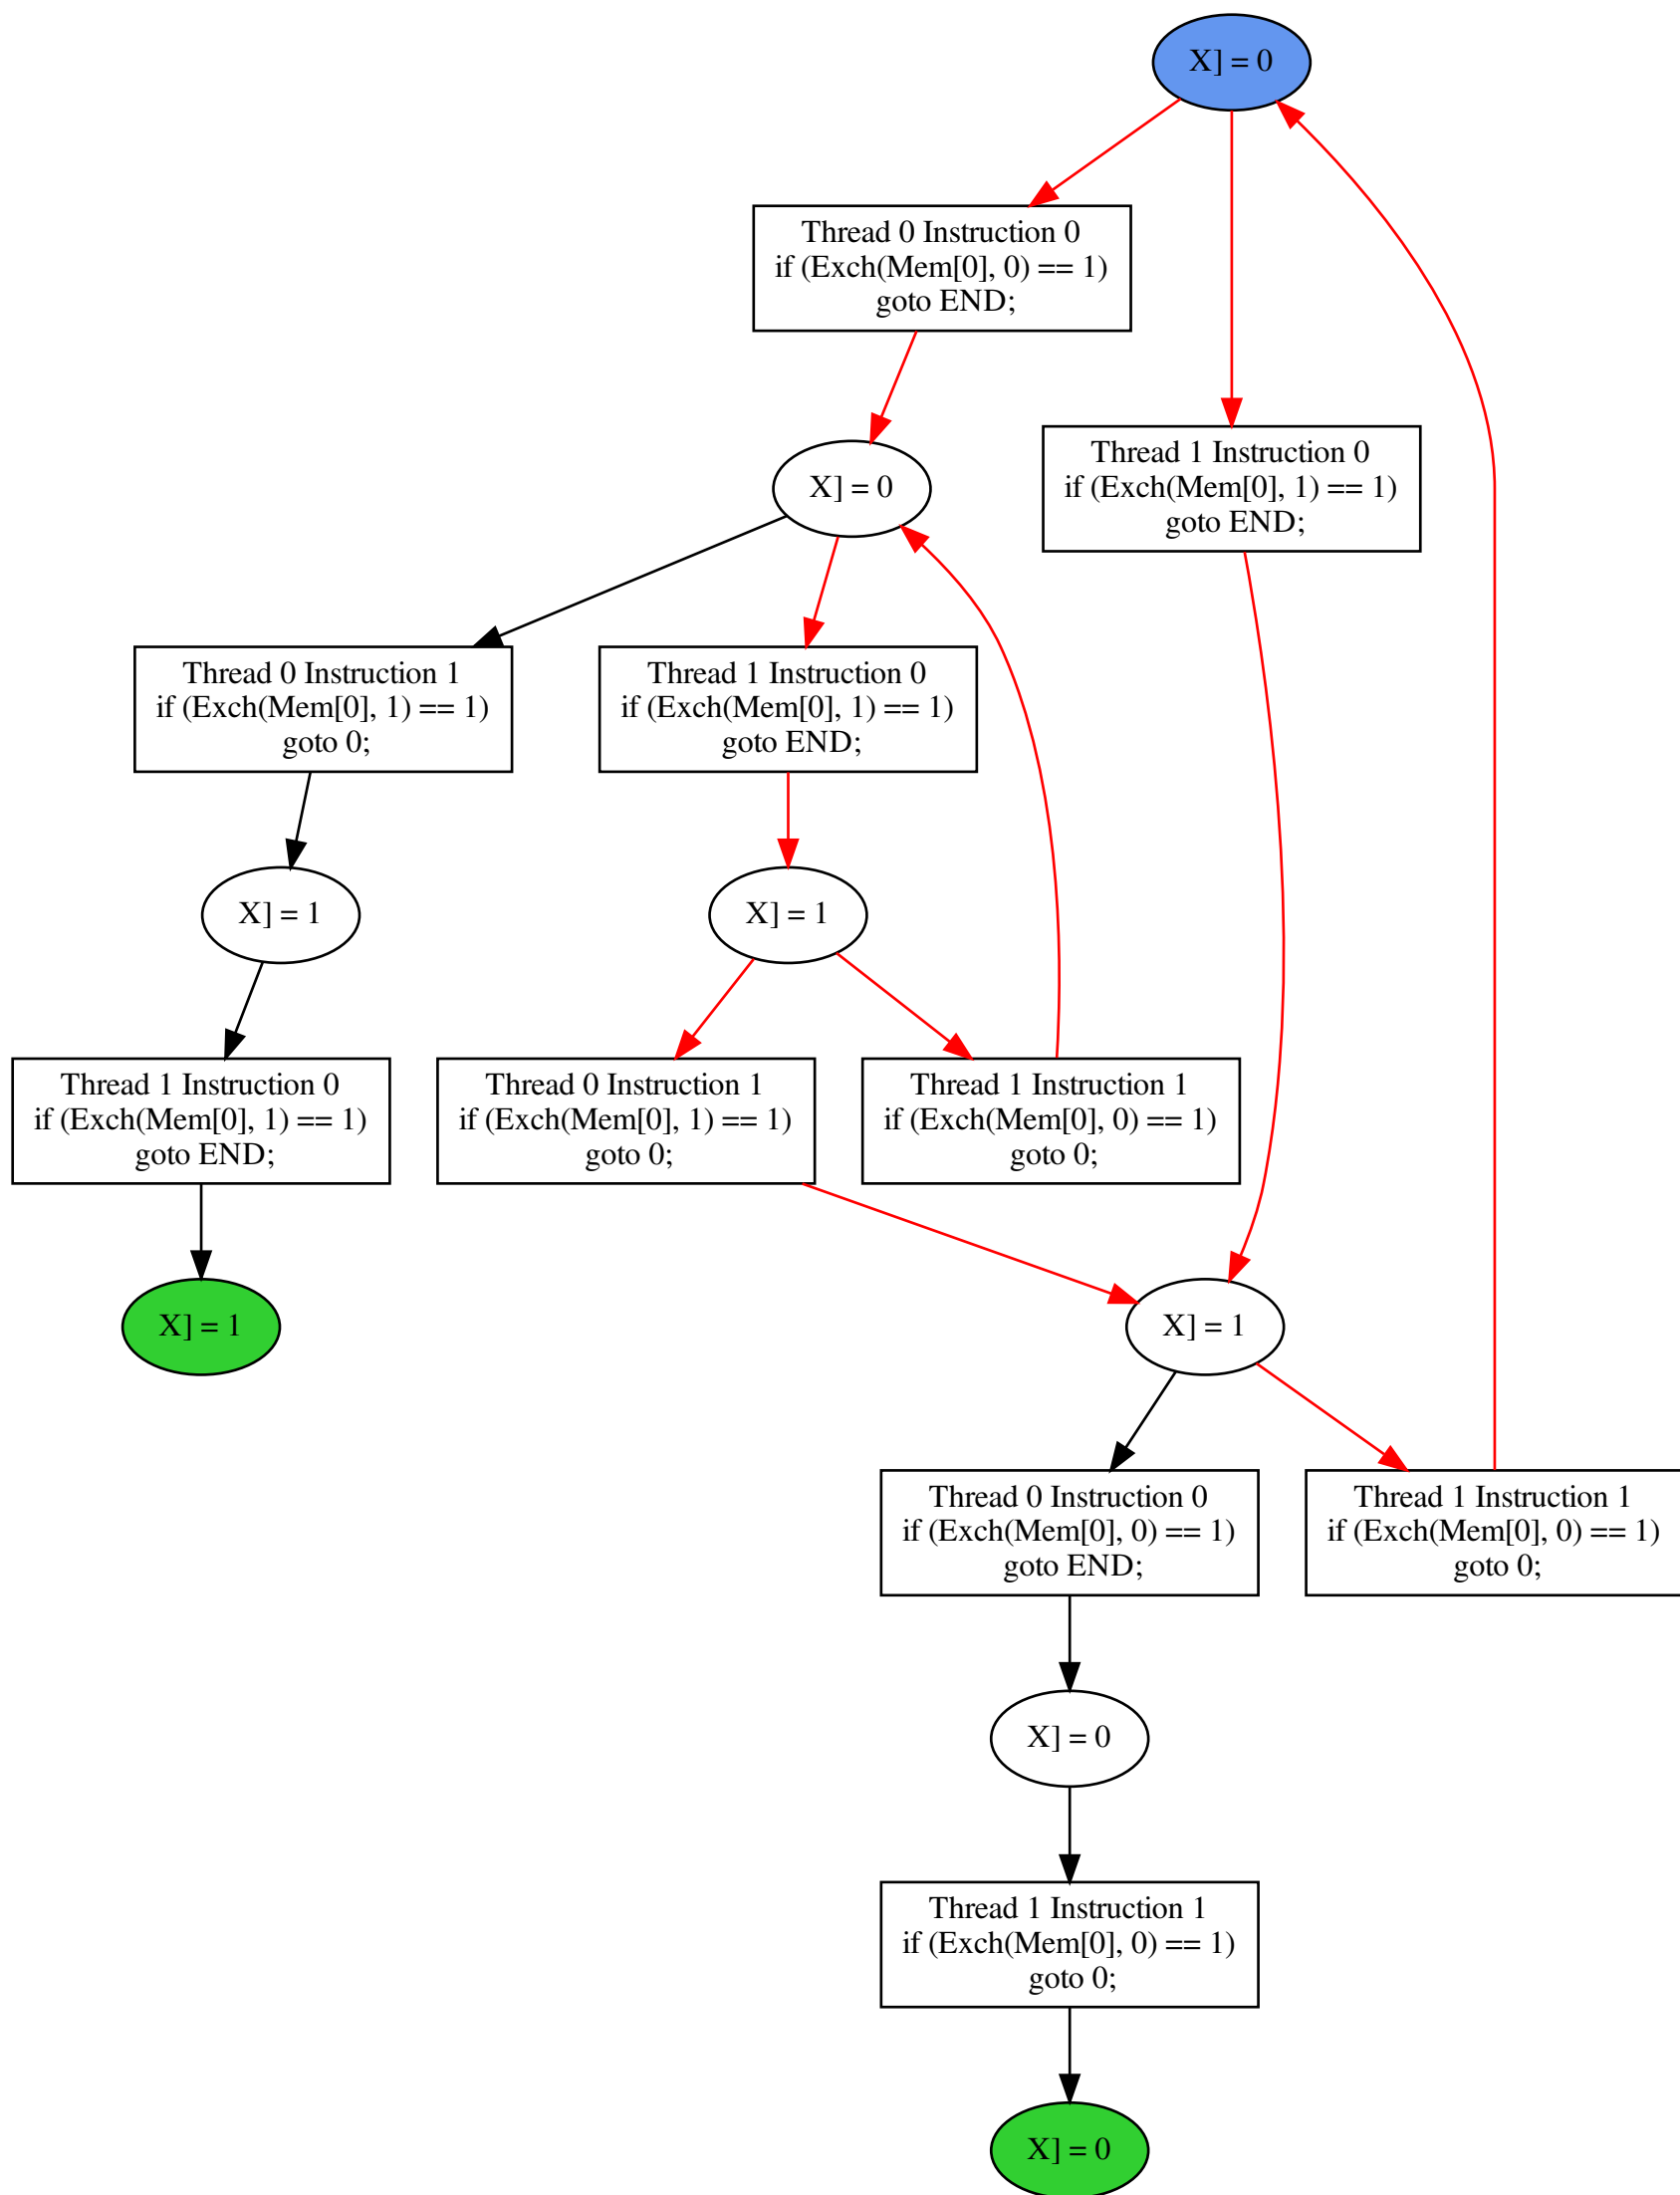 X] = 0
Thread 0 Instruction 0
if (Exch(Mem[0], 0) == 1)
goto END;
X] = 0
Thread 1 Instruction 0
if (Exch(Mem[0], 1) == 1)
goto END;
Thread 0 Instruction 1
if (Exch(Mem[0], 1) == 1)
goto 0;
Thread 1 Instruction 0
if (Exch(Mem[0], 1) == 1)
goto END;
X] = 1
X] = 1
Thread 1 Instruction 0
if (Exch(Mem[0], 1) == 1)
goto END;
Thread 0 Instruction 1
if (Exch(Mem[0], 1) == 1)
goto 0;
Thread 1 Instruction 1
if (Exch(Mem[0], 0) == 1)
goto 0;
X] = 1
X] = 1
Thread 0 Instruction 0
if (Exch(Mem[0], 0) == 1)
goto END;
Thread 1 Instruction 1
if (Exch(Mem[0], 0) == 1)
goto 0;
X] = 0
Thread 1 Instruction 1
if (Exch(Mem[0], 0) == 1)
goto 0;
X] = 0